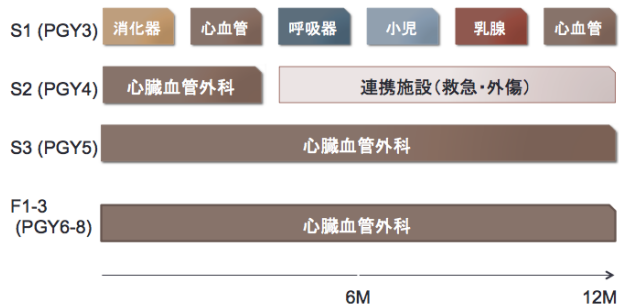 S1 (PGY3) 消化器 心血管 呼吸器 小児 乳腺 心血管
S2 (PGY4) 心臓血管外科 連携施設(救急・外傷)
S3 (PGY5) 心臓血管外科
F1-3
(PGY6-8) 心臓血管外科
6M 12M